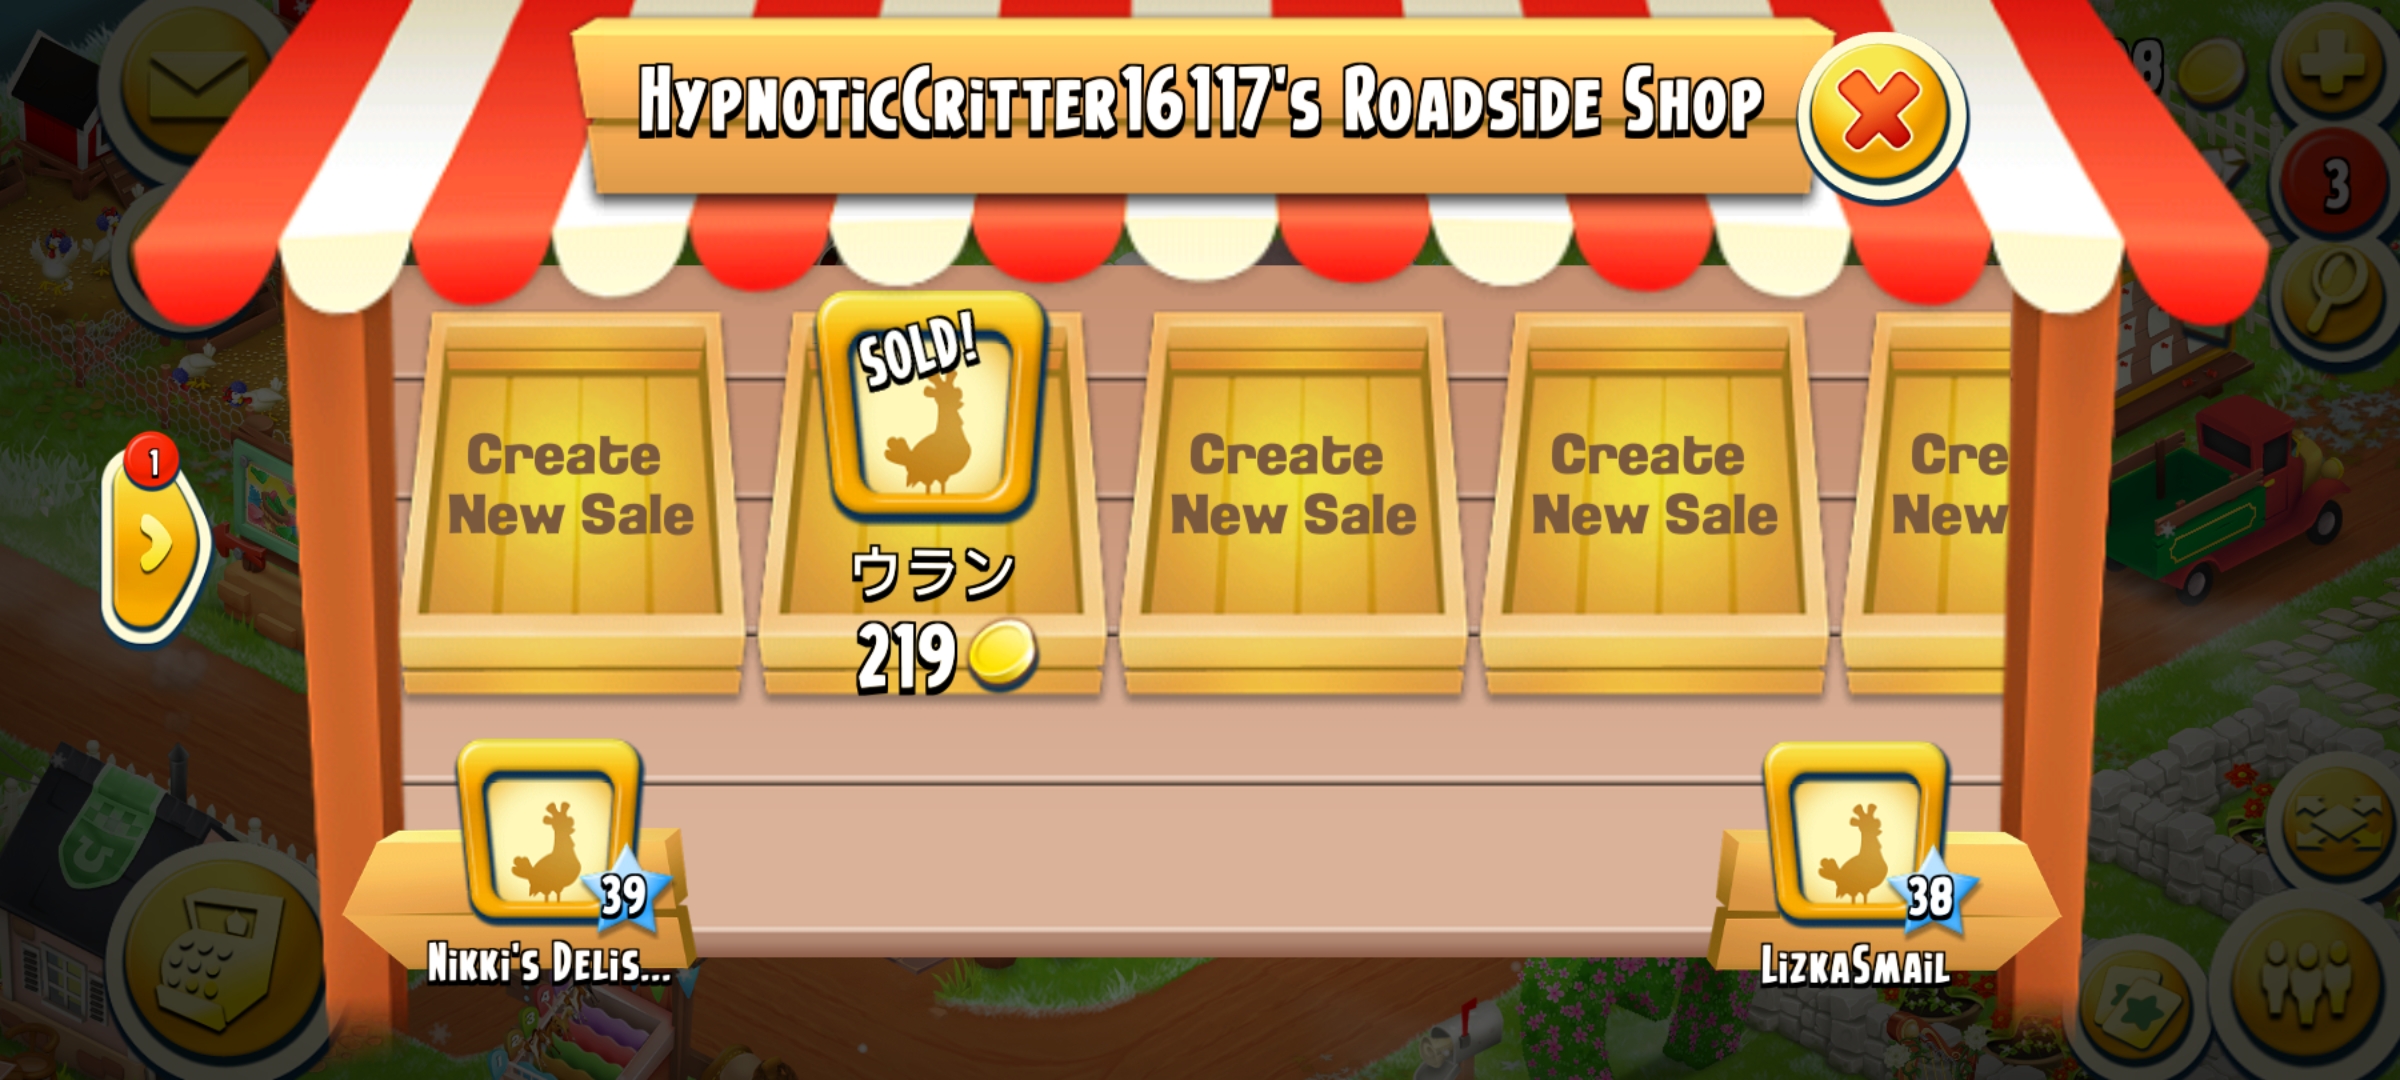 HypnoticCritter16117's Roadside Shop
8
3
1
SOLD!
Create
New Sale
ウラン
219
Create
New Sale
Create
New Sale
Cre
New
39
Nikki's Delis...
38
LizkaSmail